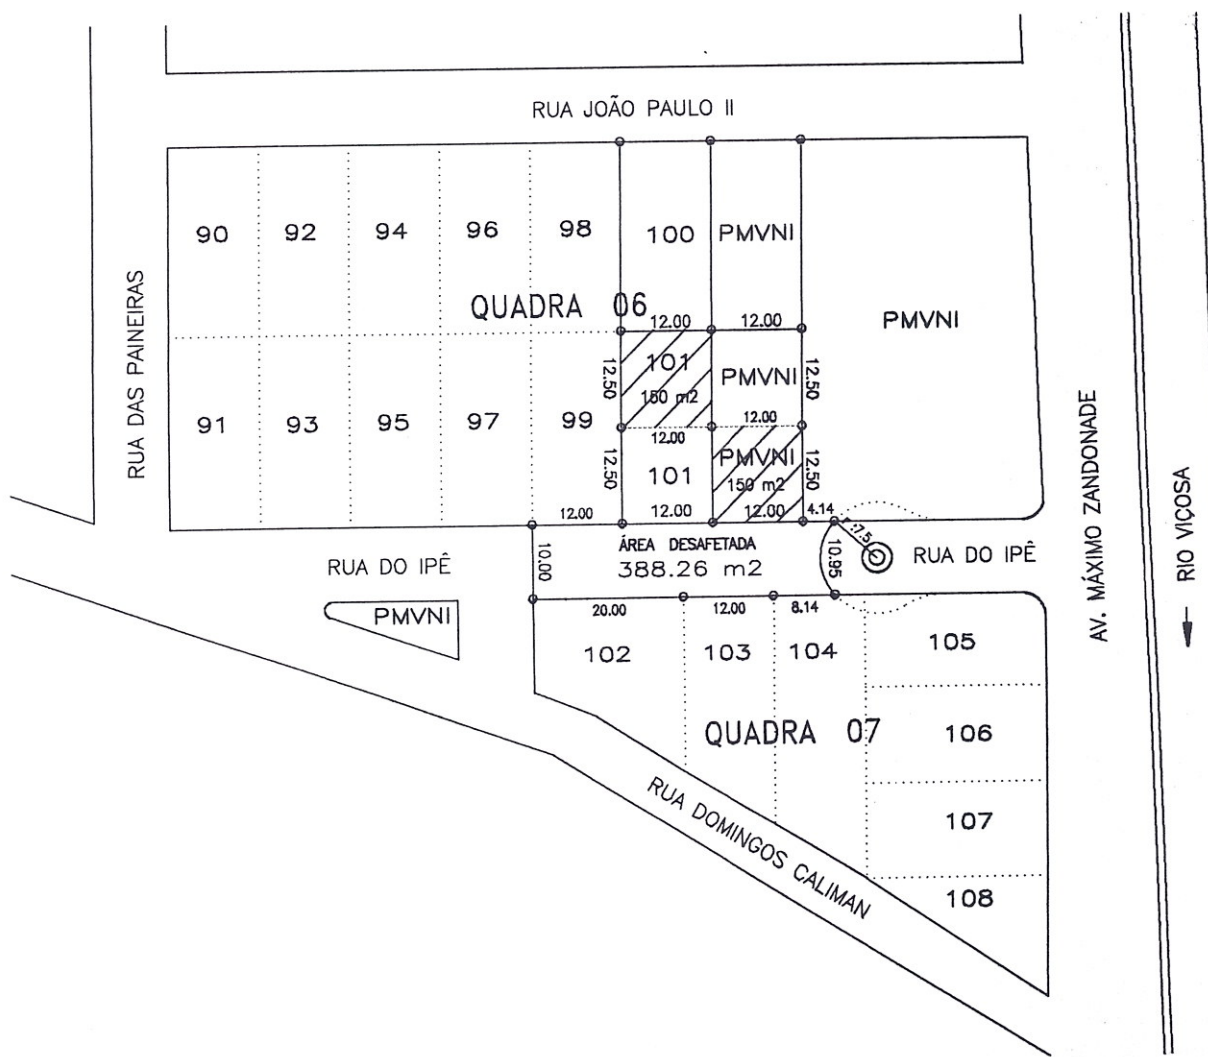 RUA JOÃO PAULO II
90
92
94
96
98
100
PMVNI
QUADRA 06
PMVNI
RUA DAS PAINEIRAS
12.00
12.00
101
150 m2
12.50
PMVNI
12.50
91
93
95
97
99
12.00
12.00
12.50
101
PMVNI
150 m2
12.50
12.00
12.00
12.00
4.14
ÁREA DESAFETADA
388.26 m2
10.00
10.95
7.5
RUA DO IPÊ
RUA DO IPÊ
AV. MÁXIMO ZANDONADE
RIO VIÇOSA
PMVNI
20.00
12.00
8.14
102
103
104
105
QUADRA 07
106
RUA DOMINGOS CALIMAN
107
108